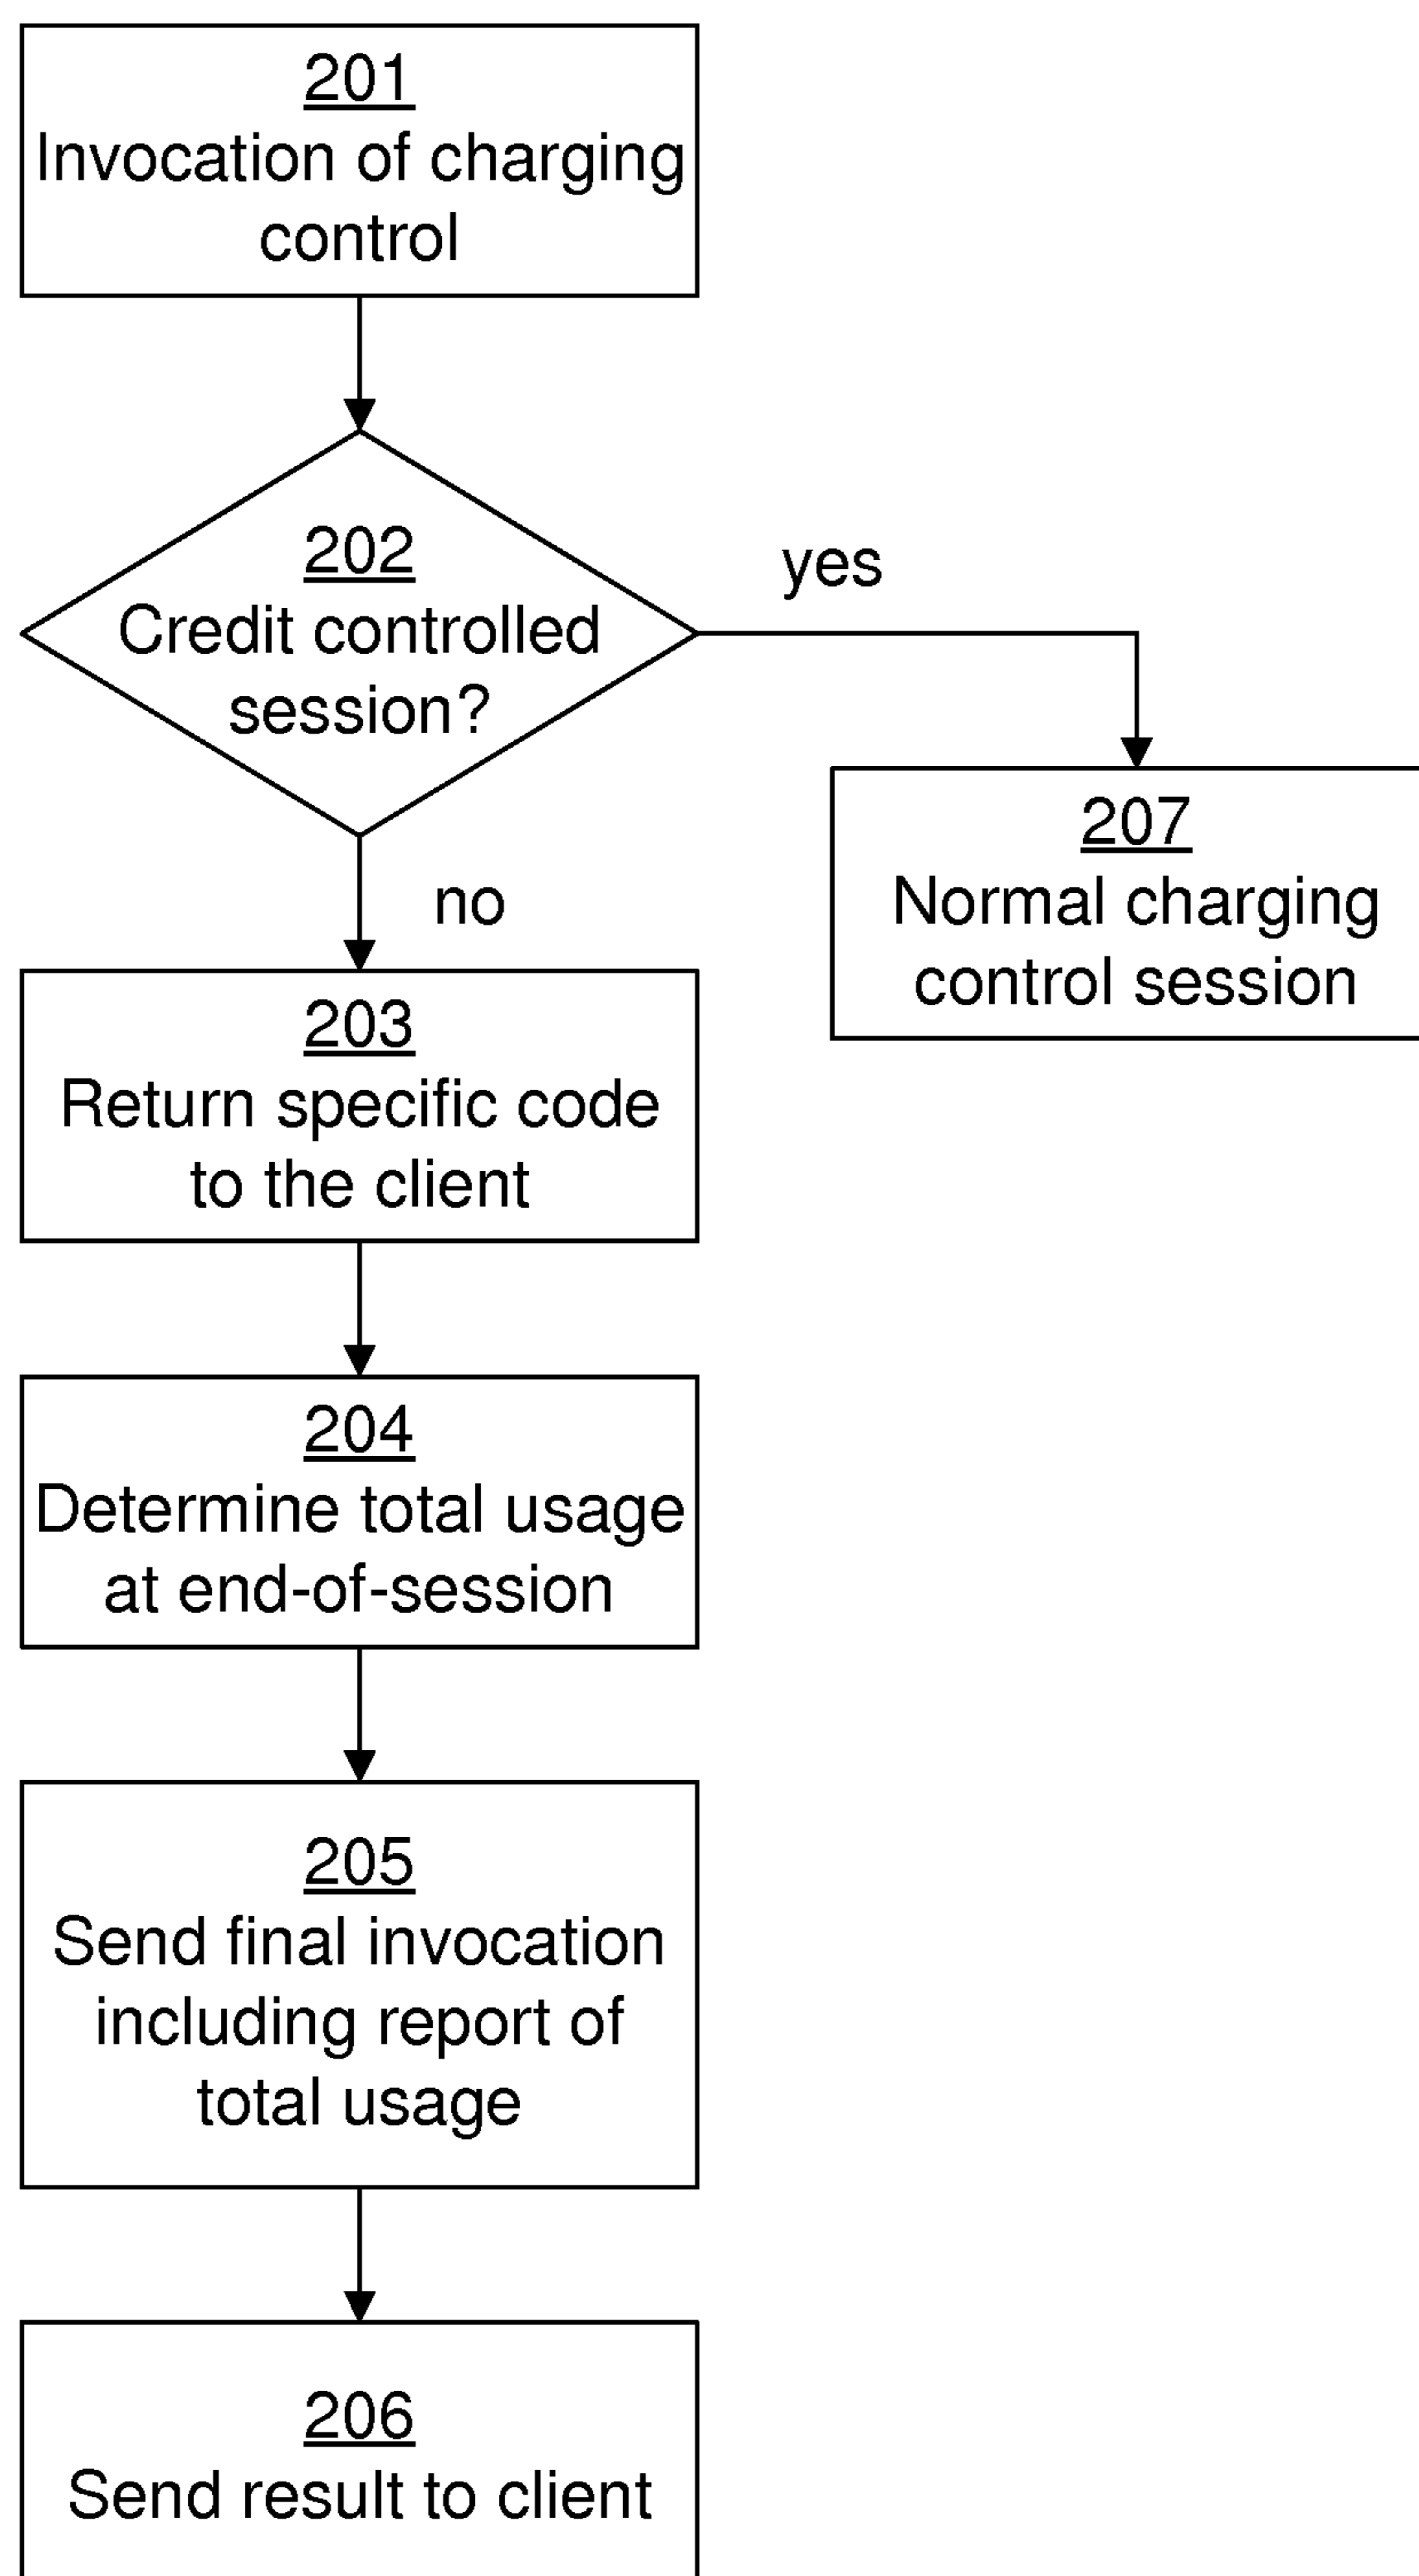 201
Invocation of charging
control
202
Credit controlled
session?
yes
no
207
Normal charging
control session
203
Return specific code
to the client
204
Determine total usage
at end-of-session
205
Send final invocation
including report of
total usage
206
Send result to client